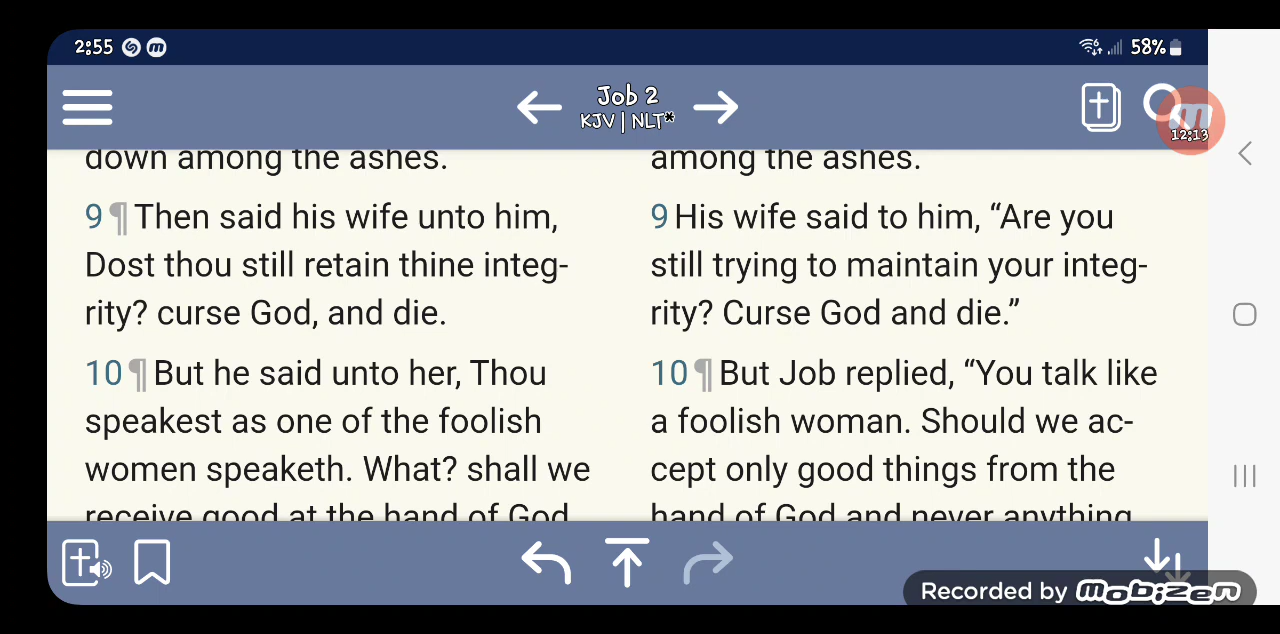 2:55
58%
Job 2
KJV | NLT*
12:13
down among the ashes.
9 ¶ Then said his wife unto him,
Dost thou still retain thine integ-
rity? curse God, and die.
10 ¶ But he said unto her, Thou
speakest as one of the foolish
women speaketh. What? shall we
receive good at the hand of God
among the ashes.
9 His wife said to him, “Are you
still trying to maintain your integ-
rity? Curse God and die.”
10 ¶ But Job replied, “You talk like
a foolish woman. Should we ac-
cept only good things from the
hand of God and never anything
Recorded by mobizen